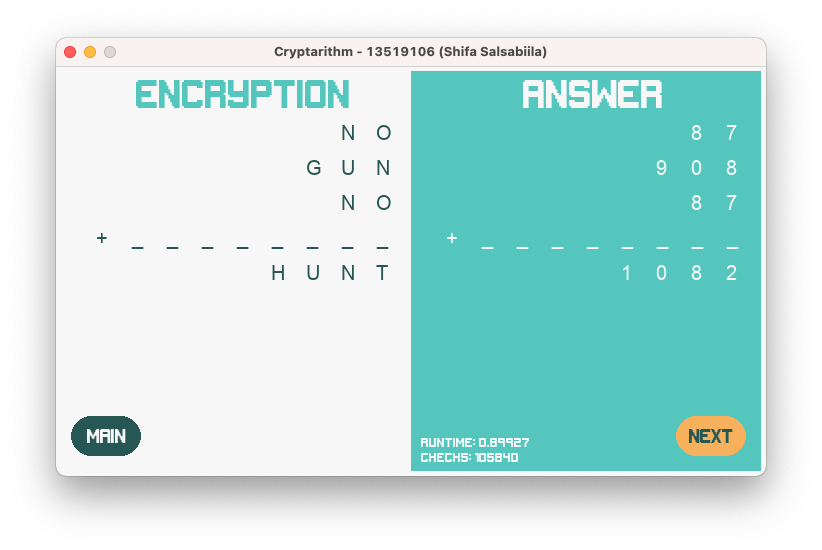 Cryptarithm - 13519106 (Shifa Salsabiila)
ENCRYPTION
N O
G U N
N O
+ _ _ _ _ _ _ _ _
H U N T
MAIN
ANSWER
8 7
9 0 8
8 7
+ _ _ _ _ _ _ _ _
1 0 8 2
RUNTIME: 0.89927
CHECKS: 105840
NEXT